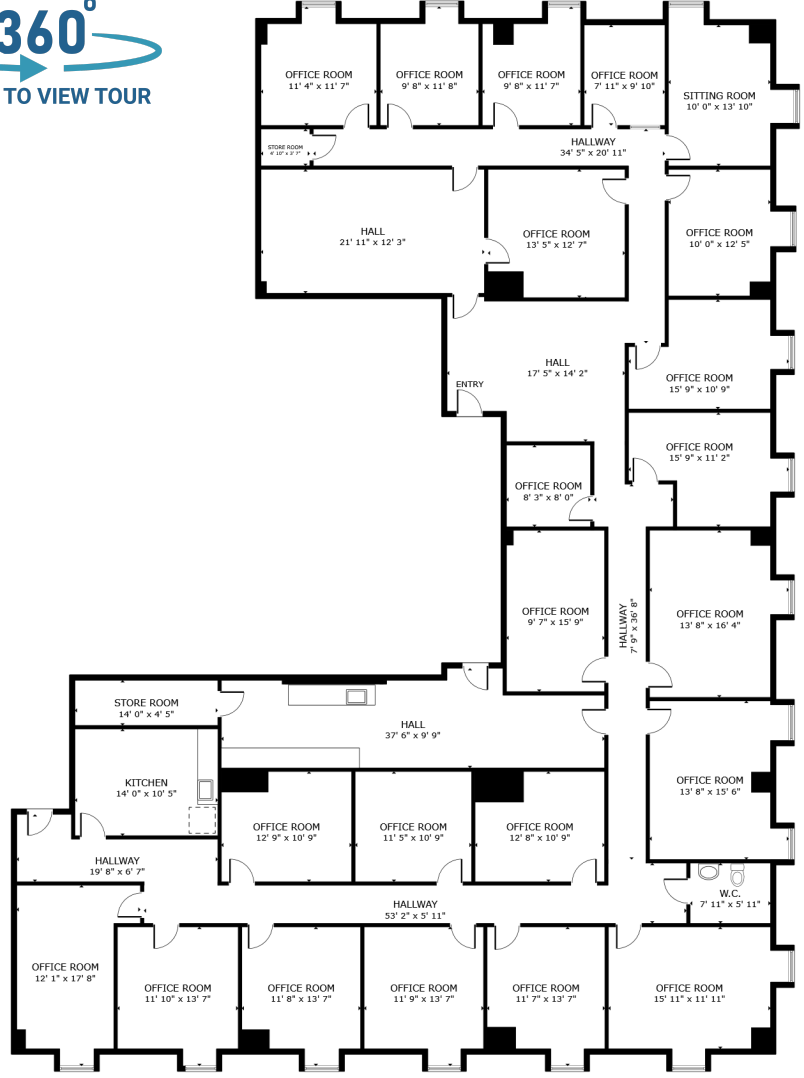 360°
TO VIEW TOUR
OFFICE ROOM
11' 4" x 11' 7"
OFFICE ROOM
9' 8" x 11' 8"
OFFICE ROOM
9' 8" x 11' 7"
OFFICE ROOM
7' 11" x 9' 10"
SITTING ROOM
10' 0" x 13' 10"
STORE ROOM
4' 10" x 3' 7"
HALLWAY
34' 5" x 20' 11"
HALL
21' 11" x 12' 3"
OFFICE ROOM
13' 5" x 12' 7"
OFFICE ROOM
10' 0" x 12' 5"
HALL
17' 5" x 14' 2"
OFFICE ROOM
15' 9" x 10' 9"
ENTRY
OFFICE ROOM
15' 9" x 11' 2"
OFFICE ROOM
8' 3" x 8' 0"
OFFICE ROOM
9' 7" x 15' 9"
HALLWAY
7' 9" x 36' 8"
OFFICE ROOM
13' 8" x 16' 4"
STORE ROOM
14' 0" x 4' 5"
HALL
37' 6" x 9' 9"
KITCHEN
14' 0" x 10' 5"
OFFICE ROOM
13' 8" x 15' 6"
OFFICE ROOM
12' 9" x 10' 9"
OFFICE ROOM
11' 5" x 10' 9"
OFFICE ROOM
12' 8" x 10' 9"
HALLWAY
19' 8" x 6' 7"
W.C.
7' 11" x 5' 11"
HALLWAY
53' 2" x 5' 11"
OFFICE ROOM
12' 1" x 17' 8"
OFFICE ROOM
11' 10" x 13' 7"
OFFICE ROOM
11' 8" x 13' 7"
OFFICE ROOM
11' 9" x 13' 7"
OFFICE ROOM
11' 7" x 13' 7"
OFFICE ROOM
15' 11" x 11' 11"